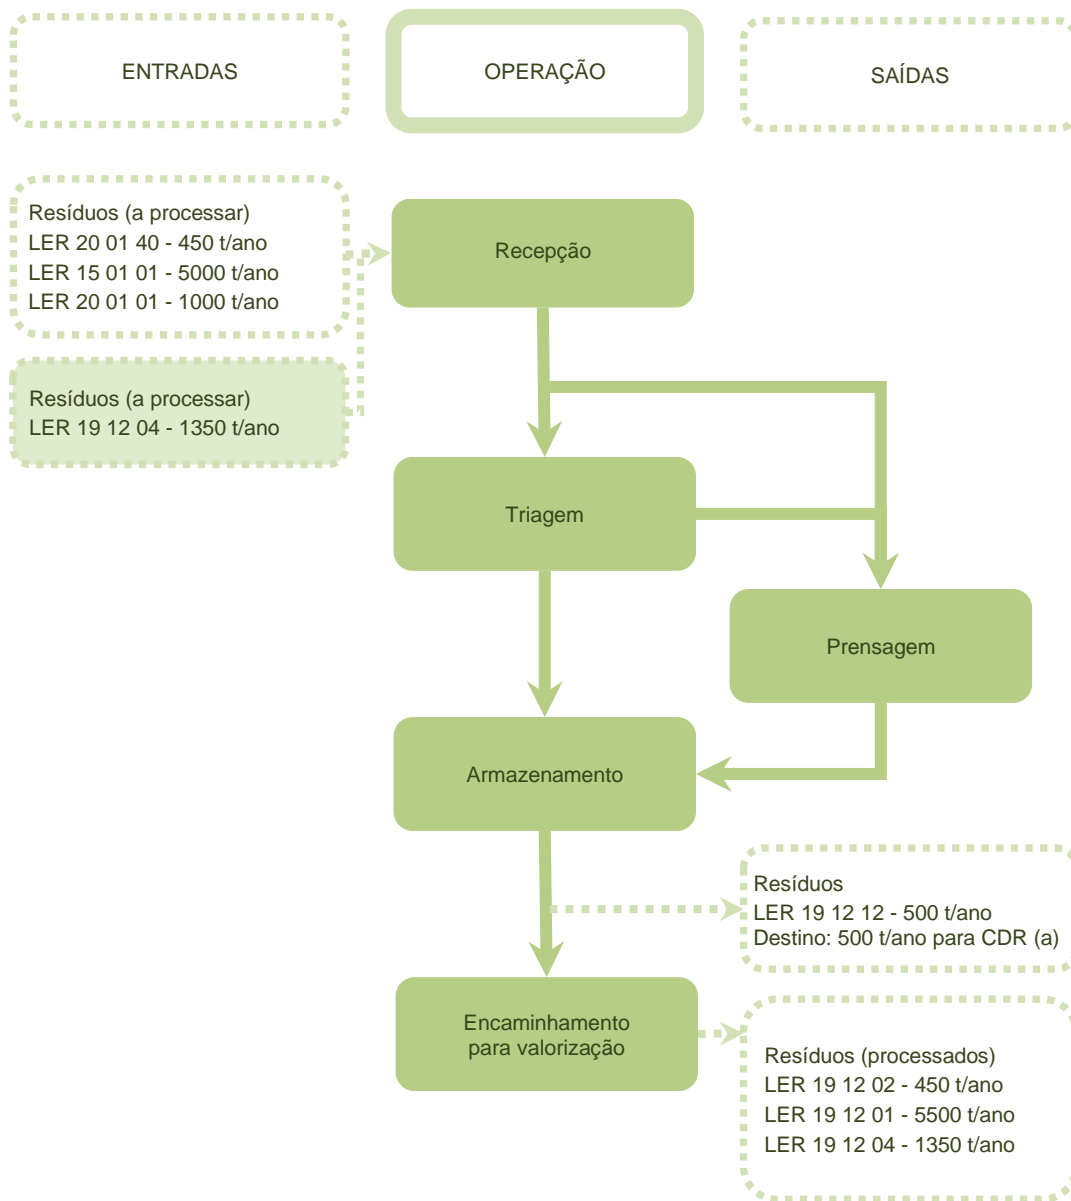 ENTRADAS
OPERAÇÃO
SAÍDAS
Resíduos (a processar)
LER 20 01 40 - 450 t/ano
LER 15 01 01 - 5000 t/ano
LER 20 01 01 - 1000 t/ano
Recepção
Resíduos (a processar)
LER 19 12 04 - 1350 t/ano
Triagem
Prensagem
Armazenamento
Resíduos
LER 19 12 12 - 500 t/ano
Destino: 500 t/ano para CDR (a)
Encaminhamento
para valorização
Resíduos (processados)
LER 19 12 02 - 450 t/ano
LER 19 12 01 - 5500 t/ano
LER 19 12 04 - 1350 t/ano